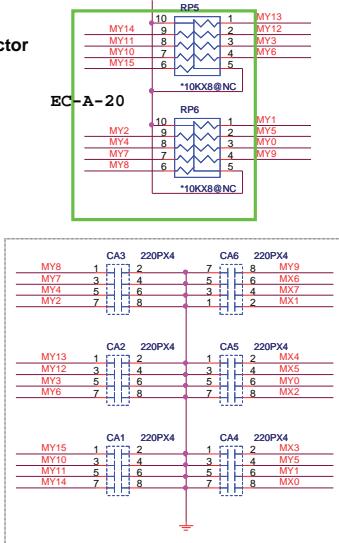 RP5
10 1 MY13
MY14 9 2 MY12
ctor MY11 8 3 MY3
MY10 7 4 MY6
MY15 6 5
*10KX8@NC
EC-A-20
RP6
10 1 MY1
MY2 9 2 MY5
MY4 8 3 MY0
MY7 7 4 MY9
MY8 6 5
*10KX8@NC
CA3 220PX4 CA6 220PX4
MY8 1 2 7 8 MY9
MY7 3 4 5 6 MX6
MY4 5 6 3 4 MX7
MY2 7 8 1 2 MX1
CA2 220PX4 CA5 220PX4
MY13 1 2 1 2 MX4
MY12 3 4 3 4 MX5
MY3 5 6 5 6 MY0
MY6 7 8 7 8 MX2
CA1 220PX4 CA4 220PX4
MY15 1 2 1 2 MX3
MY10 3 4 3 4 MY5
MY11 5 6 5 6 MY1
MY14 7 8 7 8 MX0